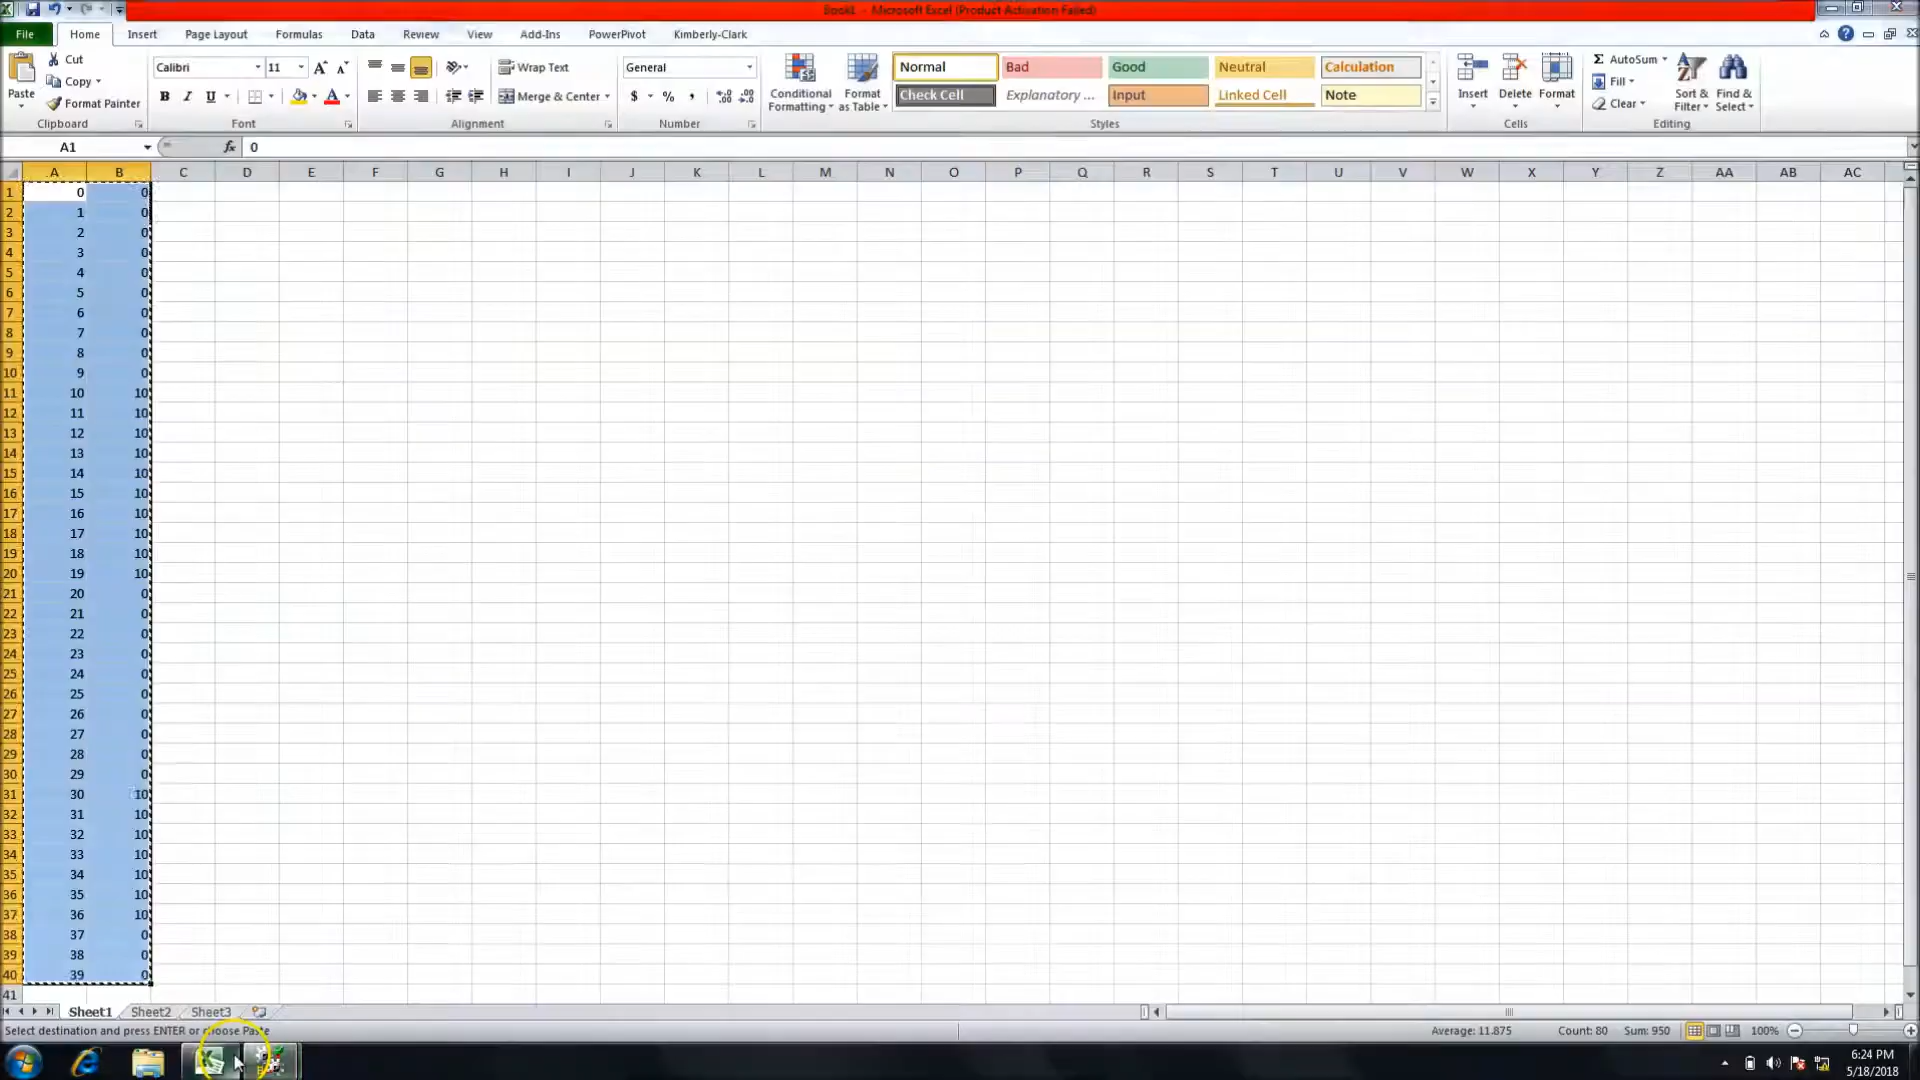 Book1 - Microsoft Excel (Product Activation Failed)
File Home Insert Page Layout Formulas Data Review View Add-Ins PowerPivot Kimberly-Clark
Paste Cut Copy Format Painter
Clipboard
Calibri 11
B I U
Font
Wrap Text
Merge & Center
Alignment
General
$ % ,
Number
Conditional Formatting Format as Table
Normal Bad Good Neutral Calculation
Check Cell Explanatory ... Input Linked Cell Note
Styles
Insert Delete Format
Cells
Σ AutoSum
Fill
Clear
Sort & Filter Find & Select
Editing
A1 fx 0
A B C D E F G H I J K L M N O P Q R S T U V W X Y Z AA AB AC
1 0 0
2 1 0
3 2 0
4 3 0
5 4 0
6 5 0
7 6 0
8 7 0
9 8 0
10 9 0
11 10 10
12 11 10
13 12 10
14 13 10
15 14 10
16 15 10
17 16 10
18 17 10
19 18 10
20 19 10
21 20 0
22 21 0
23 22 0
24 23 0
25 24 0
26 25 0
27 26 0
28 27 0
29 28 0
30 29 0
31 30 10
32 31 10
33 32 10
34 33 10
35 34 10
36 35 10
37 36 10
38 37 0
39 38 0
40 39 0
41
Sheet1 Sheet2 Sheet3
Select destination and press ENTER or choose Paste
Average: 11.875 Count: 80 Sum: 950 100%
6:24 PM
5/18/2018